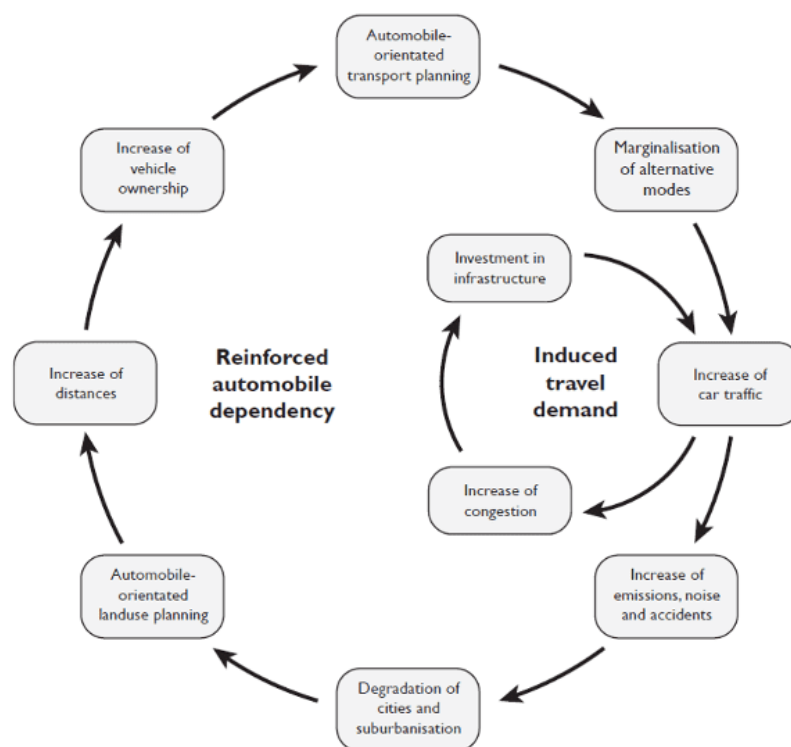 Automobile-
orientated
transport planning
Marginalisation
of alternative
modes
Increase of
vehicle
ownership
Investment in
infrastructure
Reinforced
automobile
dependency
Induced
travel
demand
Increase of
distances
Increase of
car traffic
Increase of
congestion
Automobile-
orientated
landuse planning
Increase of
emissions, noise
and accidents
Degradation of
cities and
suburbanisation